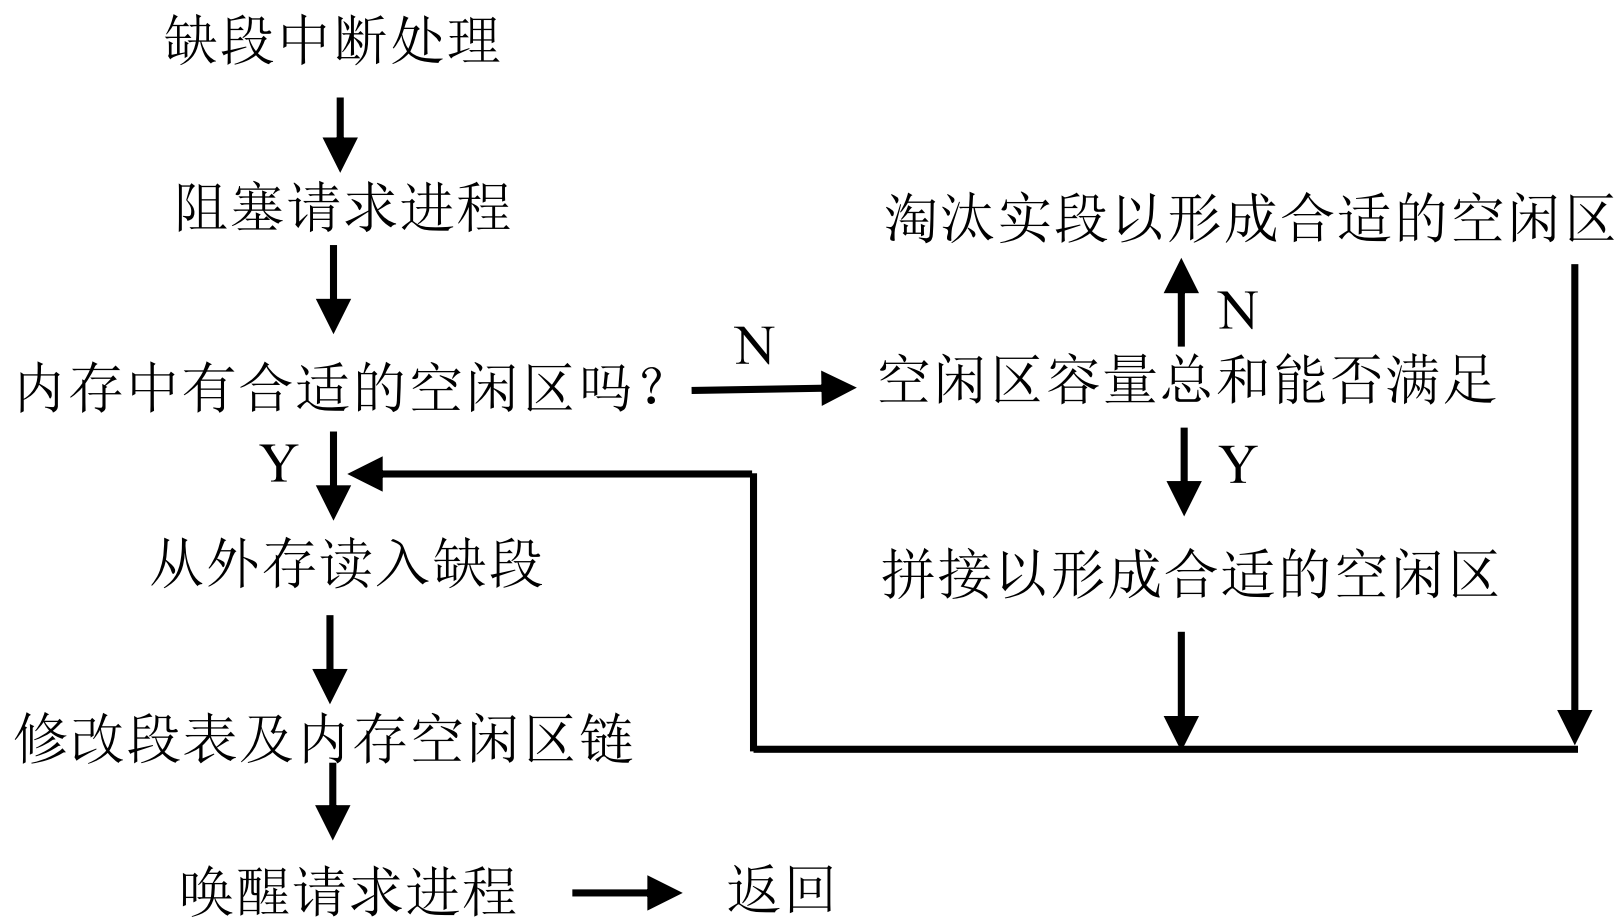 缺段中断处理
阻塞请求进程
淘汰实段以形成合适的空闲区
N
N
内存中有合适的空闲区吗？
空闲区容量总和能否满足
Y
Y
从外存读入缺段
拼接以形成合适的空闲区
修改段表及内存空闲区链
唤醒请求进程
返回